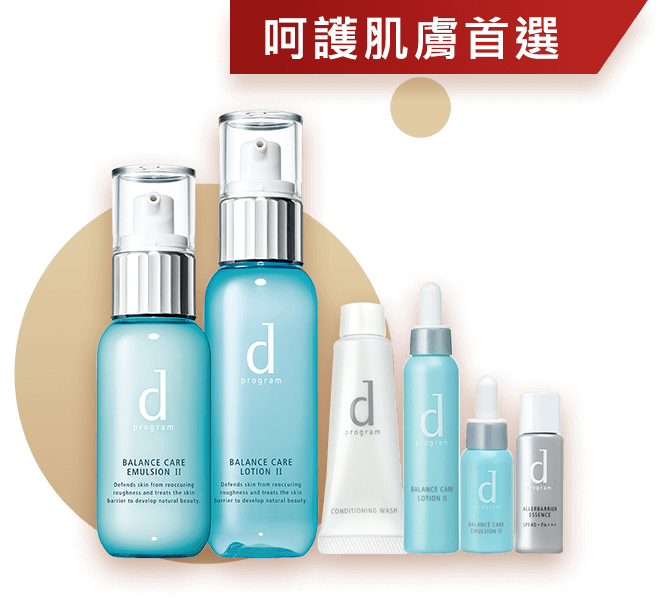 呵護肌膚首選
d
program
BALANCE CARE
EMULSION II
Defends skin from reoccuring
roughness and treats the skin
barrier to develop natural beauty.
d
program
BALANCE CARE
LOTION II
Defends skin from reoccuring
roughness and treats the skin
barrier to develop natural beauty.
d
program
CONDITIONING WASH
d
program
BALANCE CARE
LOTION II
d
program
BALANCE CARE
EMULSION II
d
program
ALLERBARRIER
ESSENCE
SPF40・PA+++